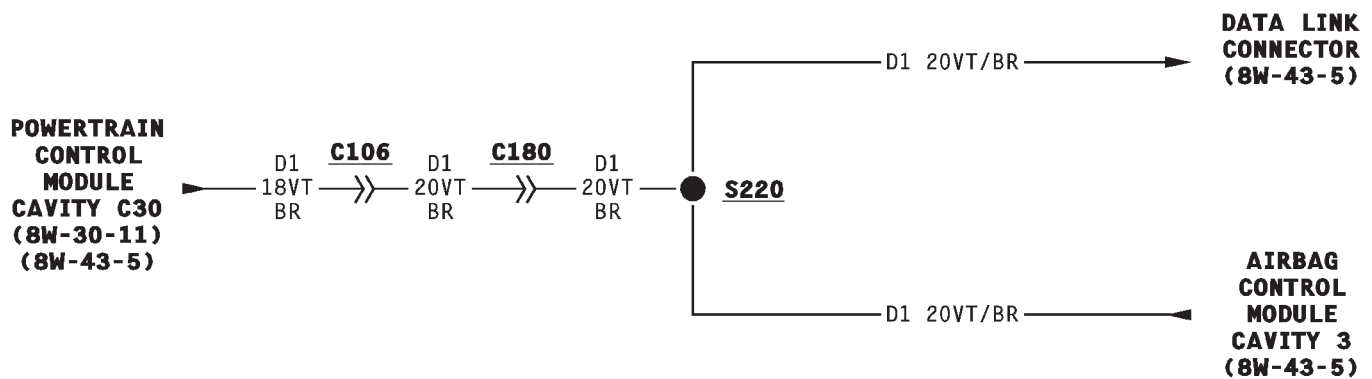 DATA LINK
CONNECTOR
(8W-43-5)
D1 20VT/BR
POWERTRAIN
CONTROL
MODULE
CAVITY C30
(8W-30-11)
(8W-43-5)
D1
18VT
BR
C106
D1
20VT
BR
C180
D1
20VT
BR
S220
D1 20VT/BR
AIRBAG
CONTROL
MODULE
CAVITY 3
(8W-43-5)